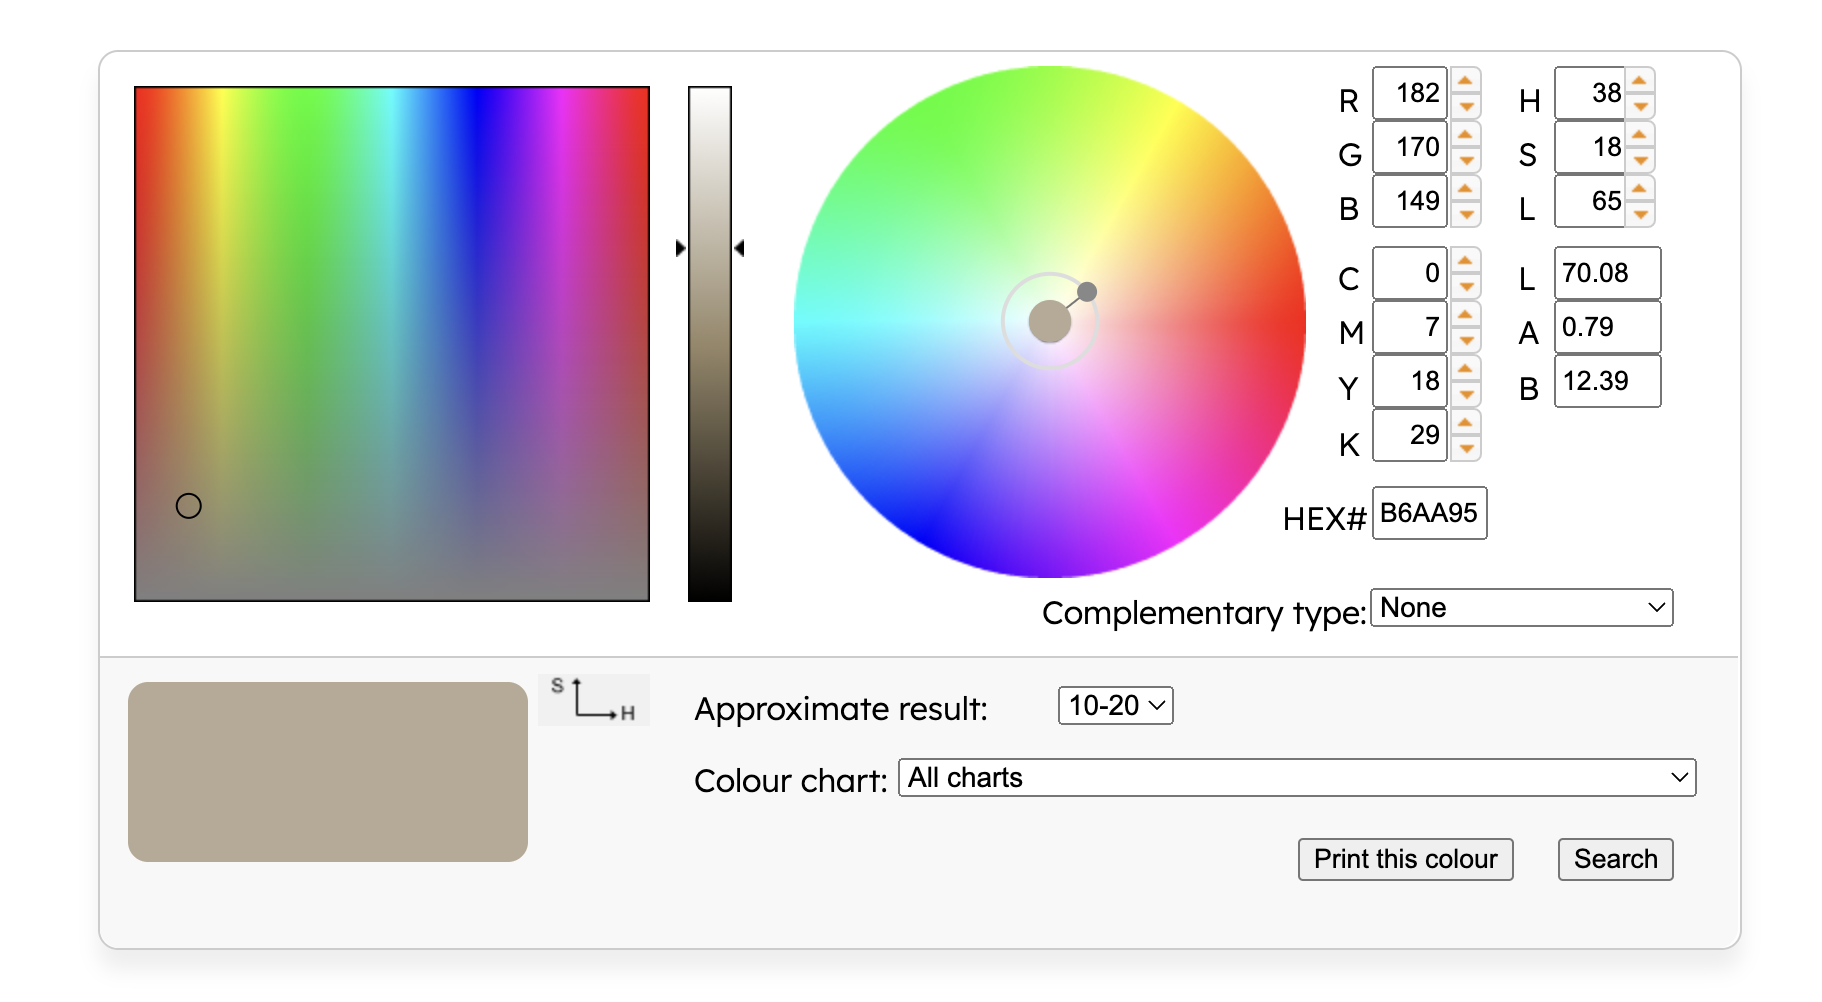 R 182 H 38
G 170 S 18
B 149 L 65
C 0 L 70.08
M 7 A 0.79
Y 18 B 12.39
K 29
HEX# B6AA95
Complementary type: None
S
H
Approximate result: 10-20
Colour chart: All charts
Print this colour Search